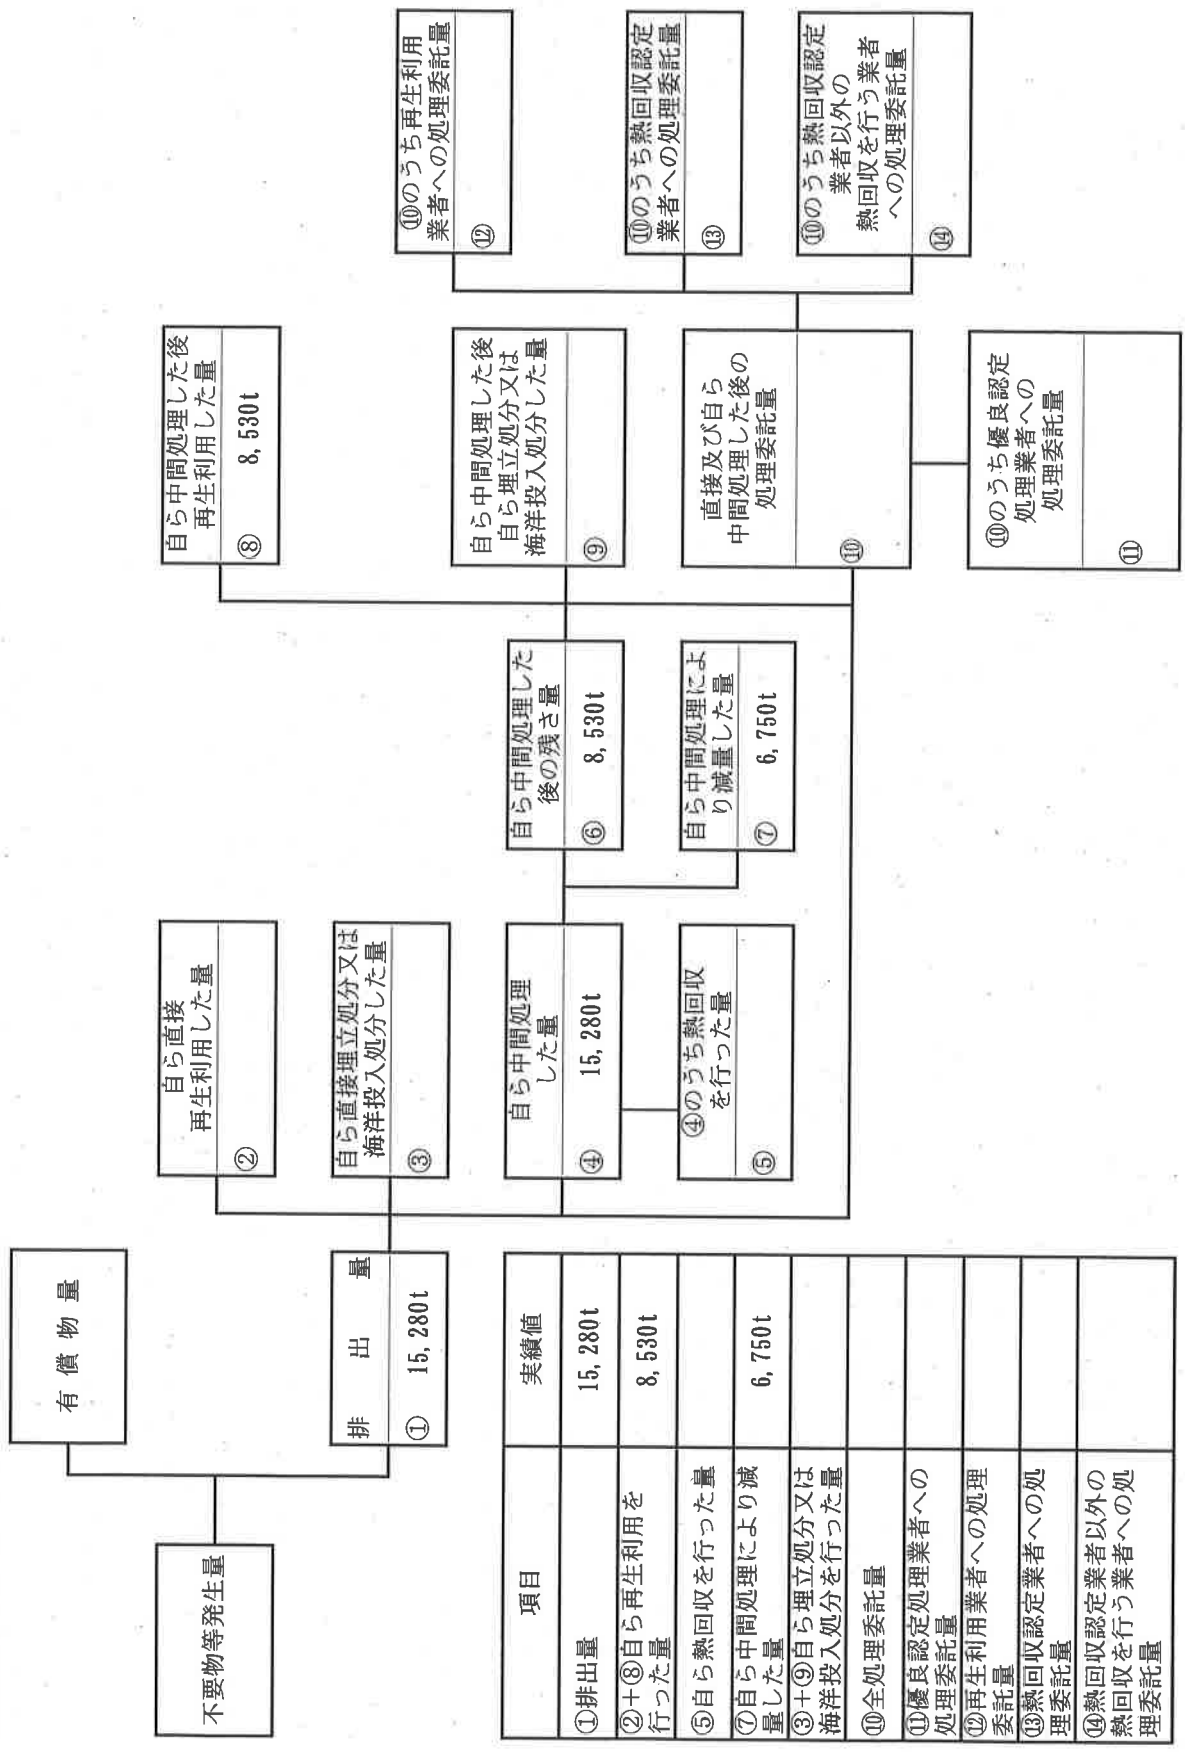 不要物等発生量
有償物量
排出量
① 15,280t
自ら直接
再生利用した量
②
自ら直接埋立処分又は
海洋投入処分した量
③
自ら中間処理
した量
④ 15,280t
④のうち熱回収
を行った量
⑤
自ら中間処理した
後の残さ量
⑥ 8,530t
自ら中間処理によ
り減量した量
⑦ 6,750t
自ら中間処理した後
再生利用した量
⑧ 8,530t
自ら中間処理した後
自ら埋立処分又は
海洋投入処分した量
⑨
直接及び自ら
中間処理した後の
処理委託量
⑩
⑩のうち優良認定
処理業者への
処理委託量
⑪
⑩のうち再生利用
業者への処理委託量
⑫
⑩のうち熱回収認定
業者への処理委託量
⑬
⑩のうち熱回収認定
業者以外の
熱回収を行う業者
への処理委託量
⑭
項目 実績値
①排出量 15,280t
②+⑧自ら再生利用を
行った量 8,530t
⑤自ら熱回収を行った量
⑦自ら中間処理により減
量した量 6,750t
③+⑨自ら埋立処分又は
海洋投入処分を行った量
⑩全処理委託量
⑪優良認定処理業者への
処理委託量
⑫再生利用業者への処理
委託量
⑬熱回収認定業者への処
理委託量
⑭熱回収認定業者以外の
熱回収を行う業者への処
理委託量